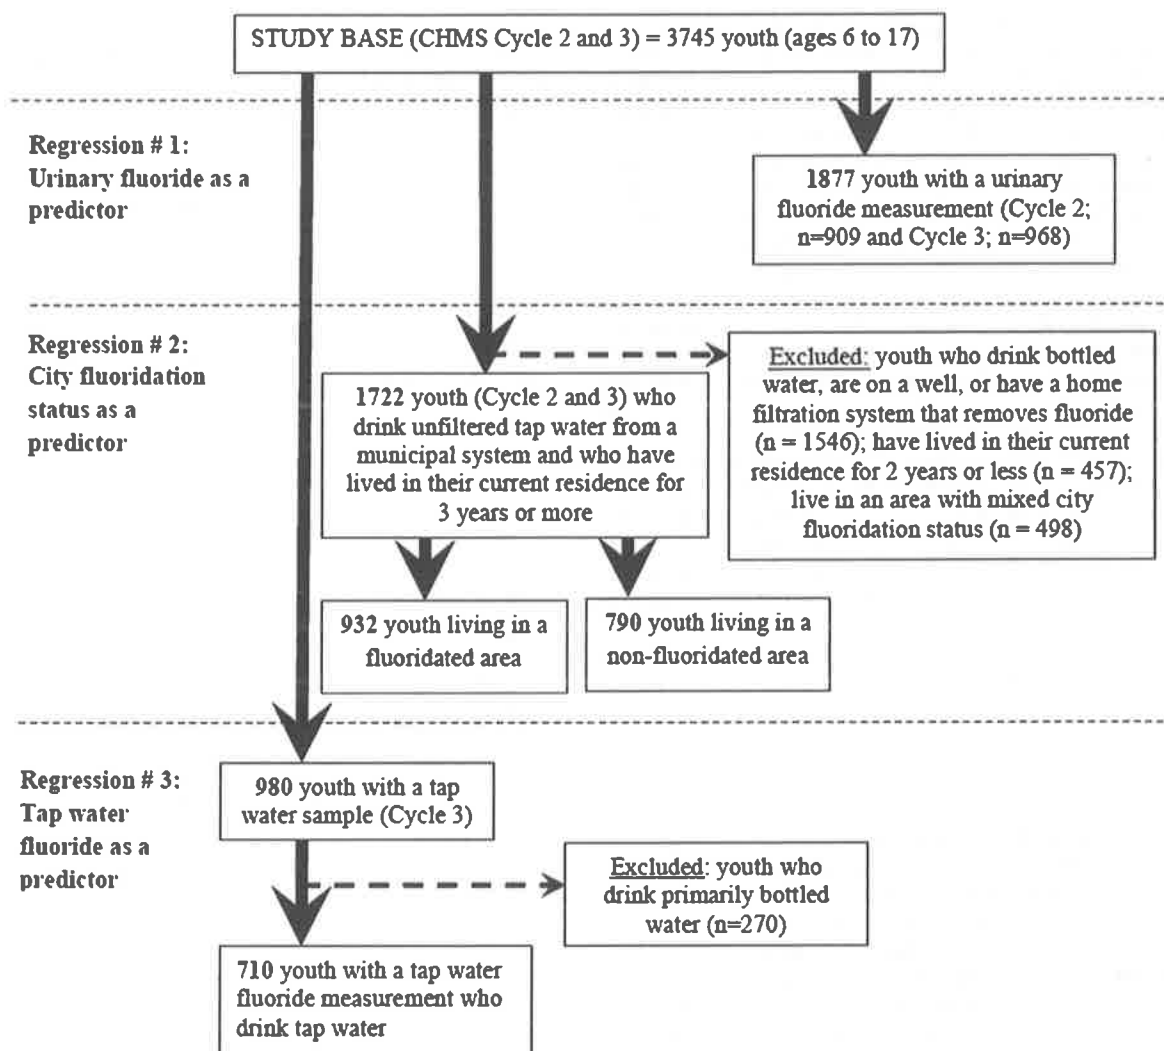 STUDY BASE (CHMS Cycle 2 and 3) = 3745 youth (ages 6 to 17)
Regression # 1:
Urinary fluoride as a
predictor
1877 youth with a urinary
fluoride measurement (Cycle 2;
n=909 and Cycle 3; n=968)
Regression # 2:
City fluoridation
status as a
predictor
1722 youth (Cycle 2 and 3) who
drink unfiltered tap water from a
municipal system and who have
lived in their current residence for
3 years or more
Excluded: youth who drink bottled
water, are on a well, or have a home
filtration system that removes fluoride
(n = 1546); have lived in their current
residence for 2 years or less (n = 457);
live in an area with mixed city
fluoridation status (n = 498)
932 youth living in a
fluoridated area
790 youth living in a
non-fluoridated area
Regression # 3:
Tap water
fluoride as a
predictor
980 youth with a tap
water sample (Cycle 3)
Excluded: youth who
drink primarily bottled
water (n=270)
710 youth with a tap water
fluoride measurement who
drink tap water